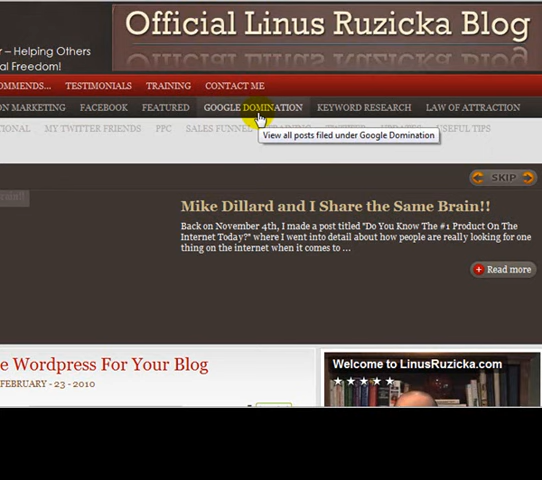 Official Linus Ruzicka Blog
– Helping Others
al Freedom!
OMMENDS... TESTIMONIALS TRAINING CONTACT ME
ON MARKETING FACEBOOK FEATURED GOOGLE DOMINATION KEYWORD RESEARCH LAW OF ATTRACTION
TIONAL MY TWITTER FRIENDS PPC SALES FUNNEL USEFUL TIPS
View all posts filed under Google Domination
SKIP
Mike Dillard and I Share the Same Brain!!
Back on November 4th, I made a post titled "Do You Know The #1 Product On The
Internet Today?" where I went into detail about how people are really looking for one
thing on the internet when it comes to ...
Read more
e Wordpress For Your Blog
FEBRUARY - 23 - 2010
Welcome to LinusRuzicka.com